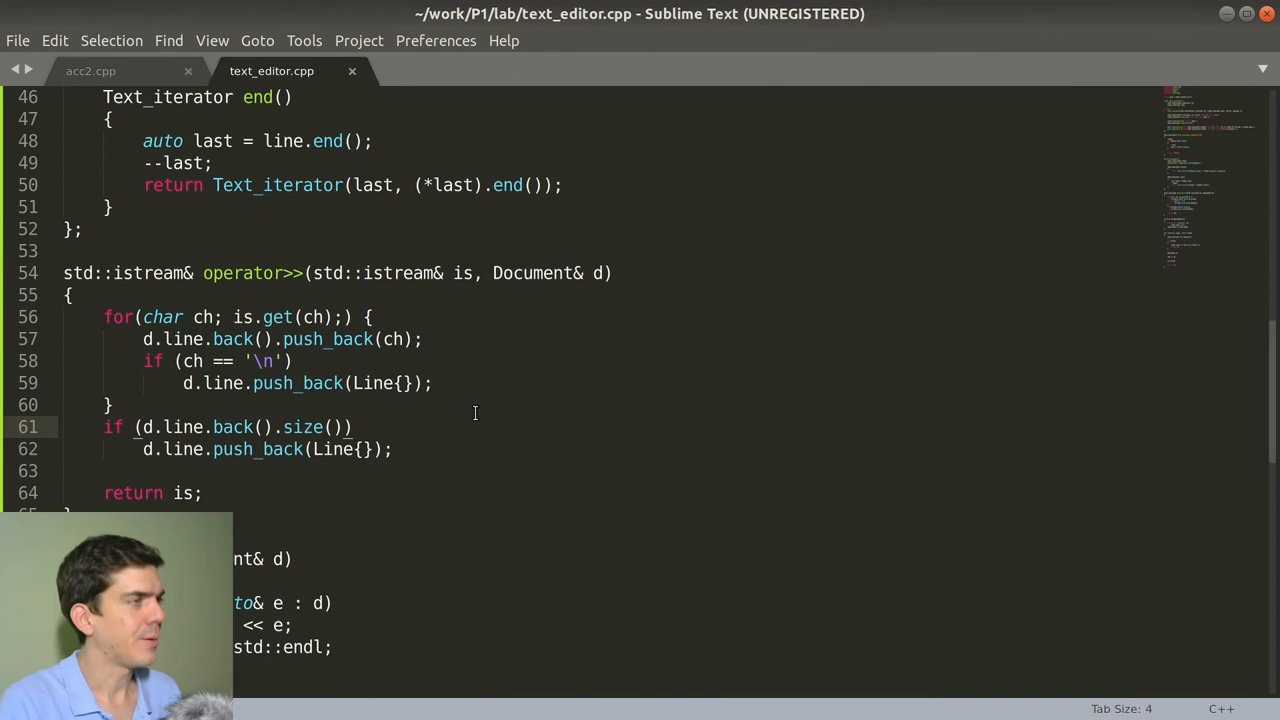 ~/work/P1/lab/text_editor.cpp - Sublime Text (UNREGISTERED)
File Edit Selection Find View Goto Tools Project Preferences Help
acc2.cpp × text_editor.cpp ×
46 Text_iterator end()
47 {
48 auto last = line.end();
49 --last;
50 return Text_iterator(last, (*last).end());
51 }
52 };
53
54 std::istream& operator>>(std::istream& is, Document& d)
55 {
56 for(char ch; is.get(ch);) {
57 d.line.back().push_back(ch);
58 if (ch == '\n')
59 d.line.push_back(Line{});
60 }
61 if (d.line.back().size())
62 d.line.push_back(Line{});
63
64 return is;
nt& d)
to& e : d)
<< e;
std::endl;
Tab Size: 4 C++